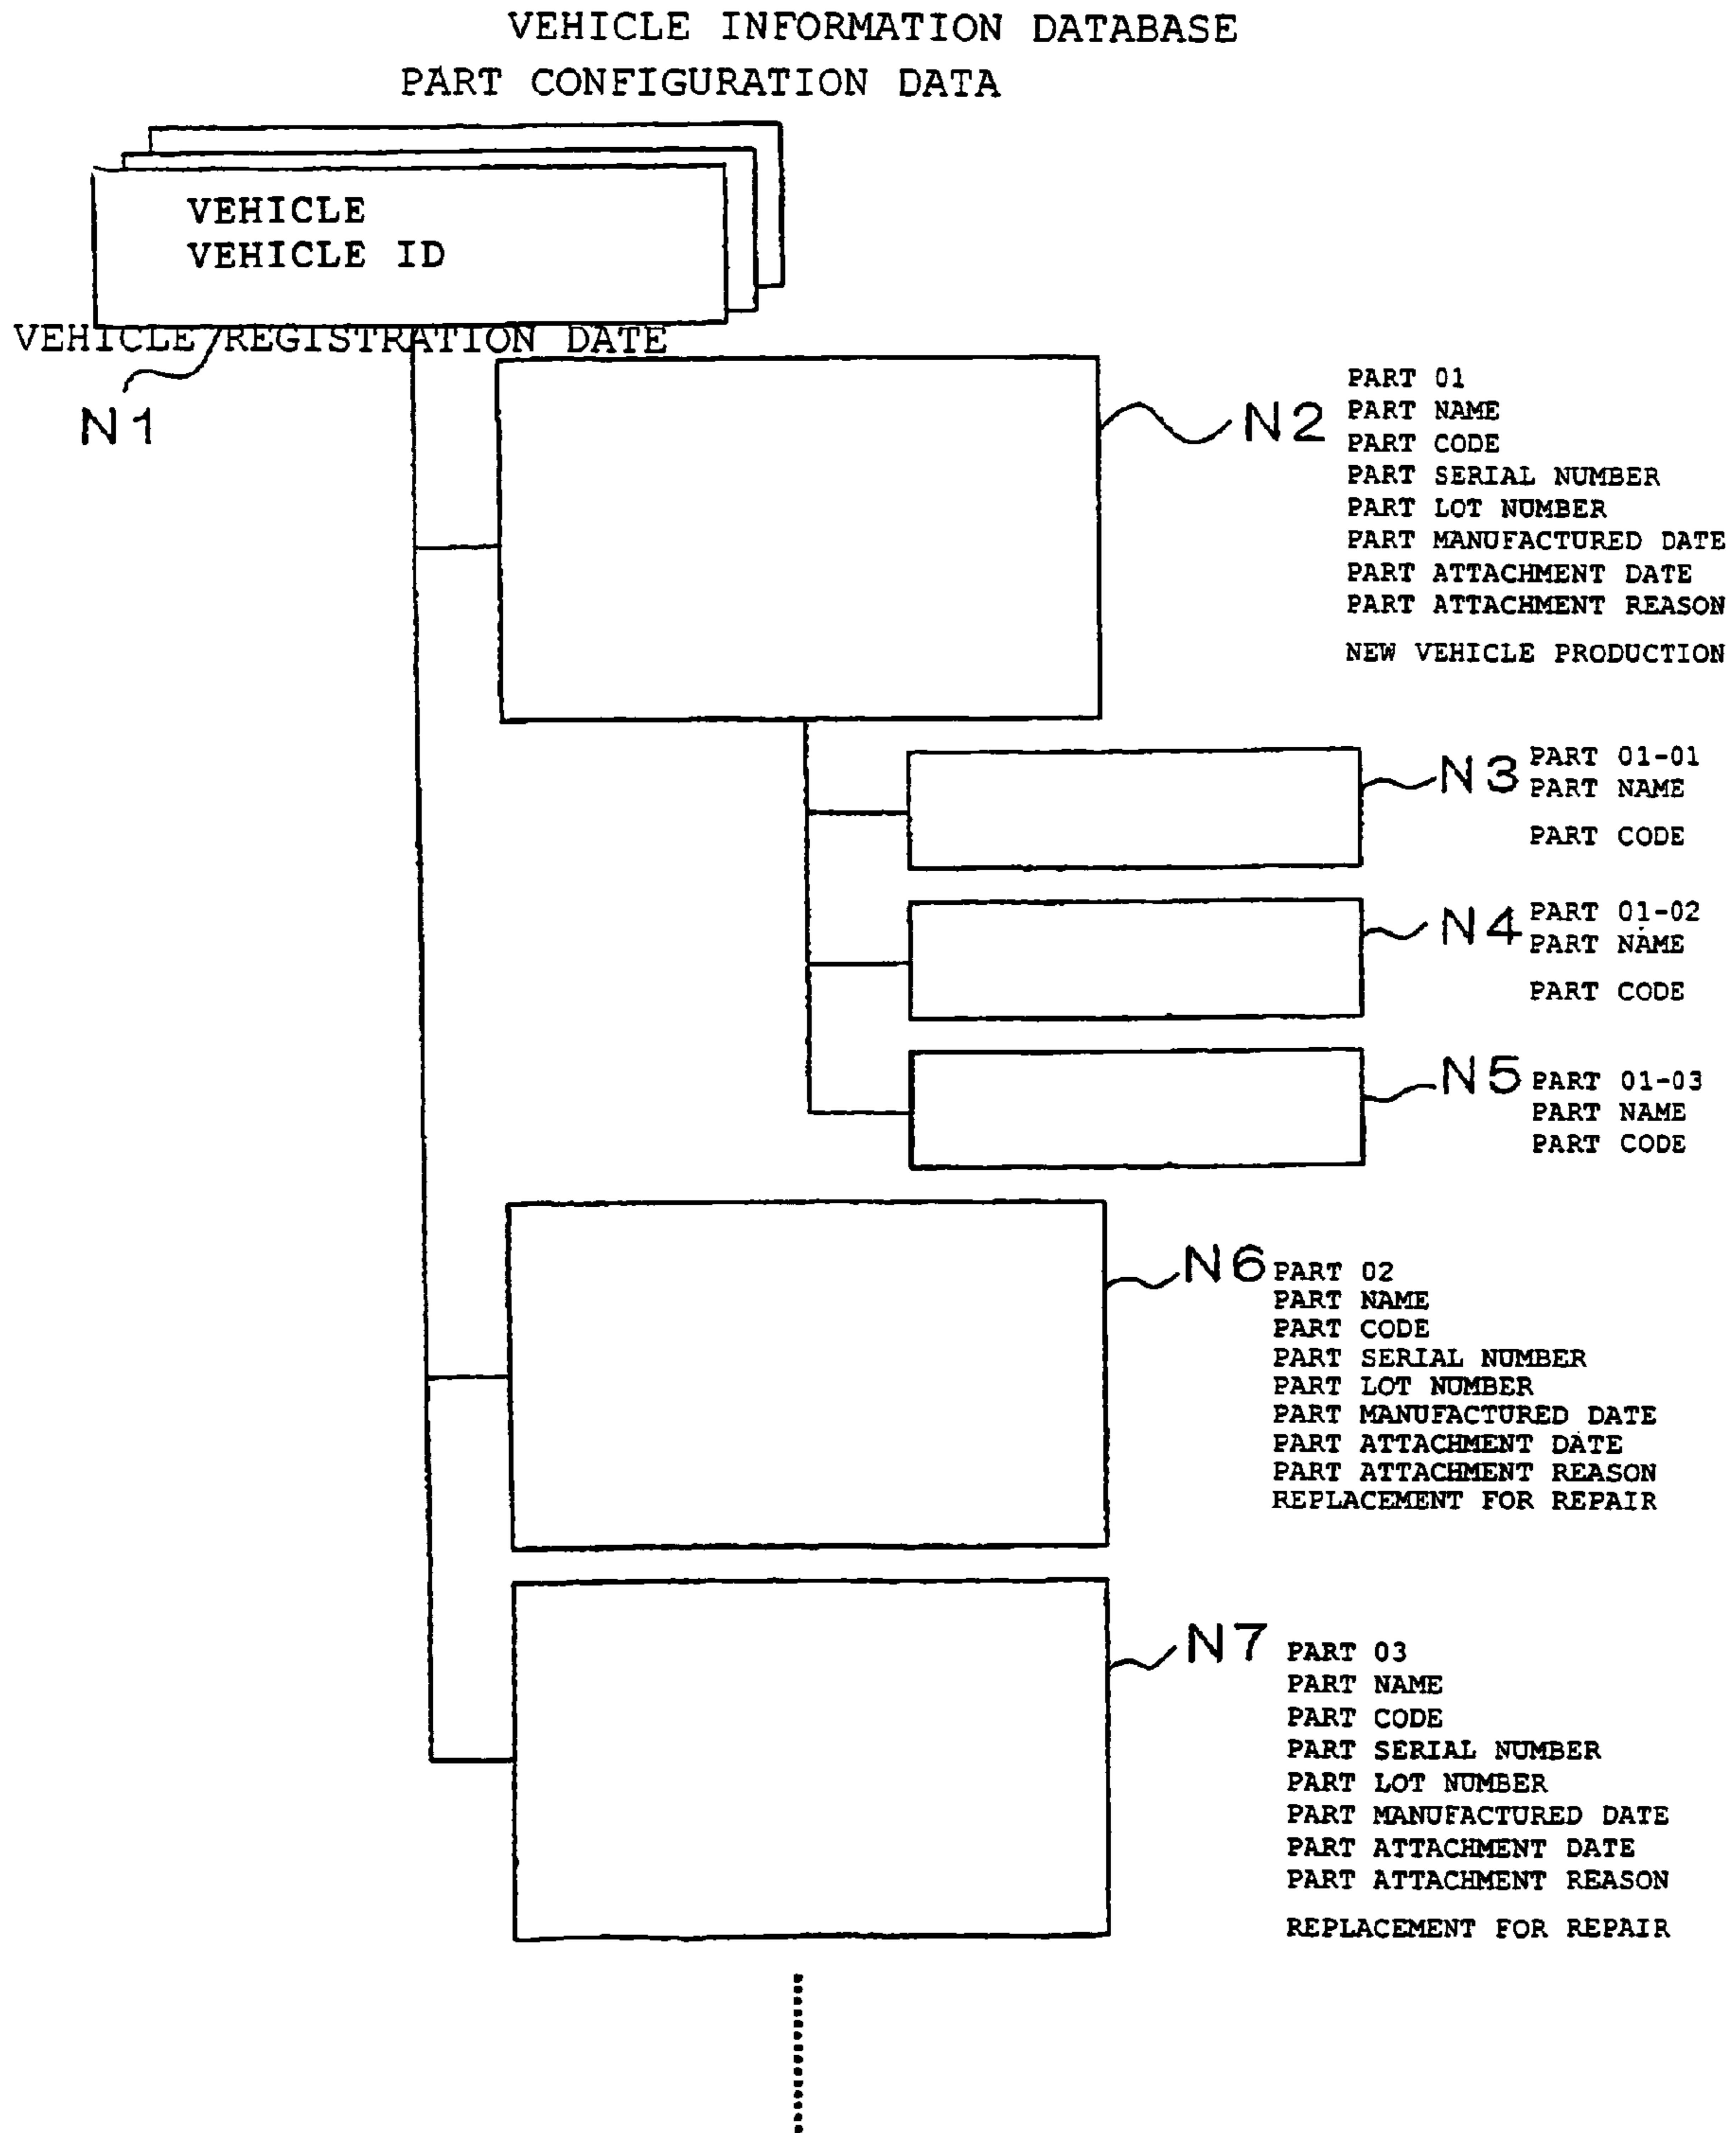 VEHICLE INFORMATION DATABASE
PART CONFIGURATION DATA
VEHICLE
VEHICLE ID
VEHICLE REGISTRATION DATE
N1
N2
PART 01
PART NAME
PART CODE
PART SERIAL NUMBER
PART LOT NUMBER
PART MANUFACTURED DATE
PART ATTACHMENT DATE
PART ATTACHMENT REASON
NEW VEHICLE PRODUCTION
N3
PART 01-01
PART NAME
PART CODE
N4
PART 01-02
PART NAME
PART CODE
N5
PART 01-03
PART NAME
PART CODE
N6
PART 02
PART NAME
PART CODE
PART SERIAL NUMBER
PART LOT NUMBER
PART MANUFACTURED DATE
PART ATTACHMENT DATE
PART ATTACHMENT REASON
REPLACEMENT FOR REPAIR
N7
PART 03
PART NAME
PART CODE
PART SERIAL NUMBER
PART LOT NUMBER
PART MANUFACTURED DATE
PART ATTACHMENT DATE
PART ATTACHMENT REASON
REPLACEMENT FOR REPAIR